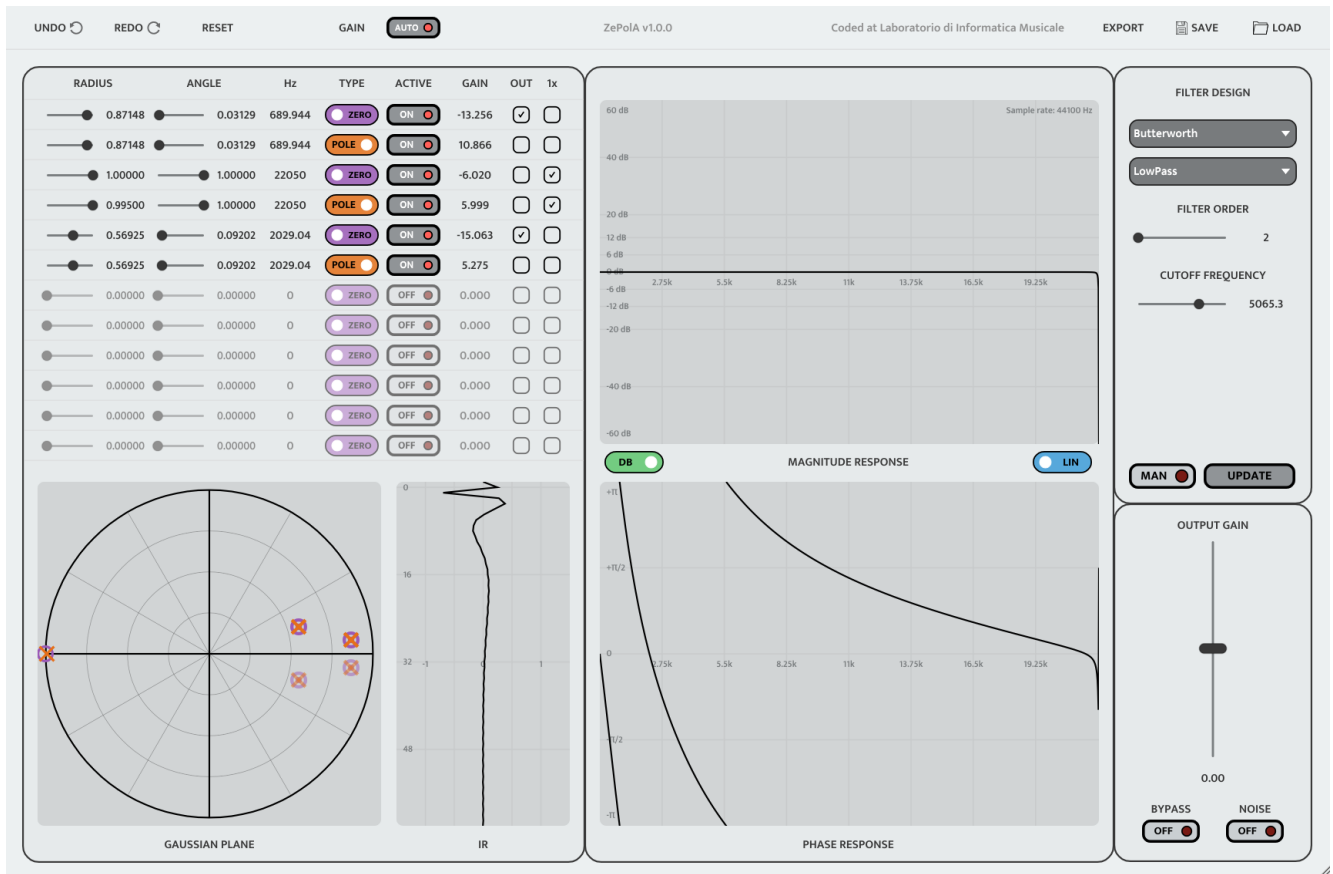 UNDO REDO RESET GAIN AUTO ZePolA v1.0.0 Coded at Laboratorio di Informatica Musicale EXPORT SAVE LOAD
RADIUS ANGLE Hz TYPE ACTIVE GAIN OUT 1x
0.87148 0.03129 689.944 ZERO ON -13.256
0.87148 0.03129 689.944 POLE ON 10.866
1.00000 1.00000 22050 ZERO ON -6.020
0.99500 1.00000 22050 POLE ON 5.999
0.56925 0.09202 2029.04 ZERO ON -15.063
0.56925 0.09202 2029.04 POLE ON 5.275
0.00000 0.00000 0 ZERO OFF 0.000
0.00000 0.00000 0 ZERO OFF 0.000
0.00000 0.00000 0 ZERO OFF 0.000
0.00000 0.00000 0 ZERO OFF 0.000
0.00000 0.00000 0 ZERO OFF 0.000
0.00000 0.00000 0 ZERO OFF 0.000
GAUSSIAN PLANE
0
16
32 -1 0 1
48
IR
60 dB Sample rate: 44100 Hz
40 dB
20 dB
12 dB
6 dB
0 dB
2.75k 5.5k 8.25k 11k 13.75k 16.5k 19.25k
-6 dB
-12 dB
-20 dB
-40 dB
-60 dB
DB MAGNITUDE RESPONSE LIN
+π
+π/2
0
2.75k 5.5k 8.25k 11k 13.75k 16.5k 19.25k
-π/2
-π
PHASE RESPONSE
FILTER DESIGN
Butterworth
LowPass
FILTER ORDER
2
CUTOFF FREQUENCY
5065.3
MAN UPDATE
OUTPUT GAIN
0.00
BYPASS NOISE
OFF OFF